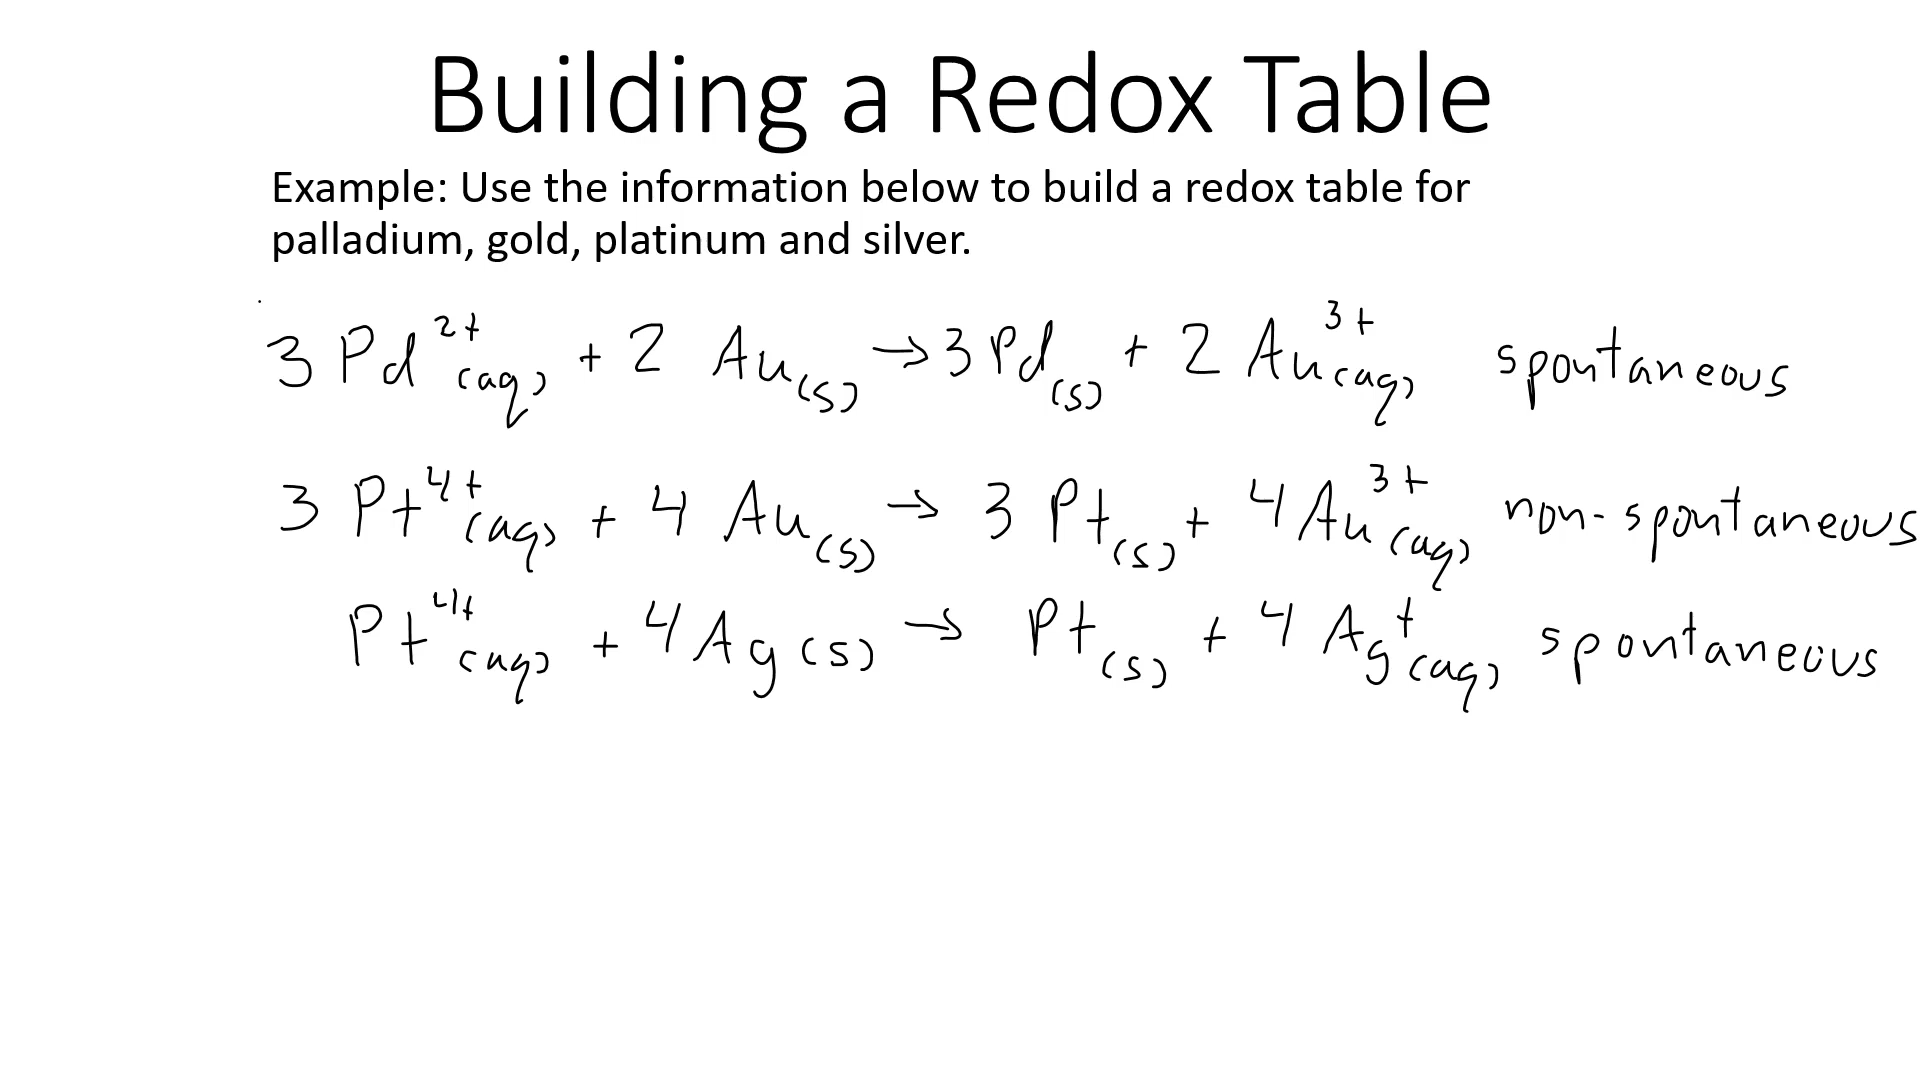 Building a Redox Table
Example: Use the information below to build a redox table for
palladium, gold, platinum and silver.
3 Pd²⁺(aq) + 2 Au(s) → 3 Pd(s) + 2 Au³⁺(aq) spontaneous
3 Pt⁴⁺(aq) + 4 Au(s) → 3 Pt(s) + 4 Au³⁺(aq) non-spontaneous
Pt⁴⁺(aq) + 4 Ag(s) → Pt(s) + 4 Ag⁺(aq) spontaneous